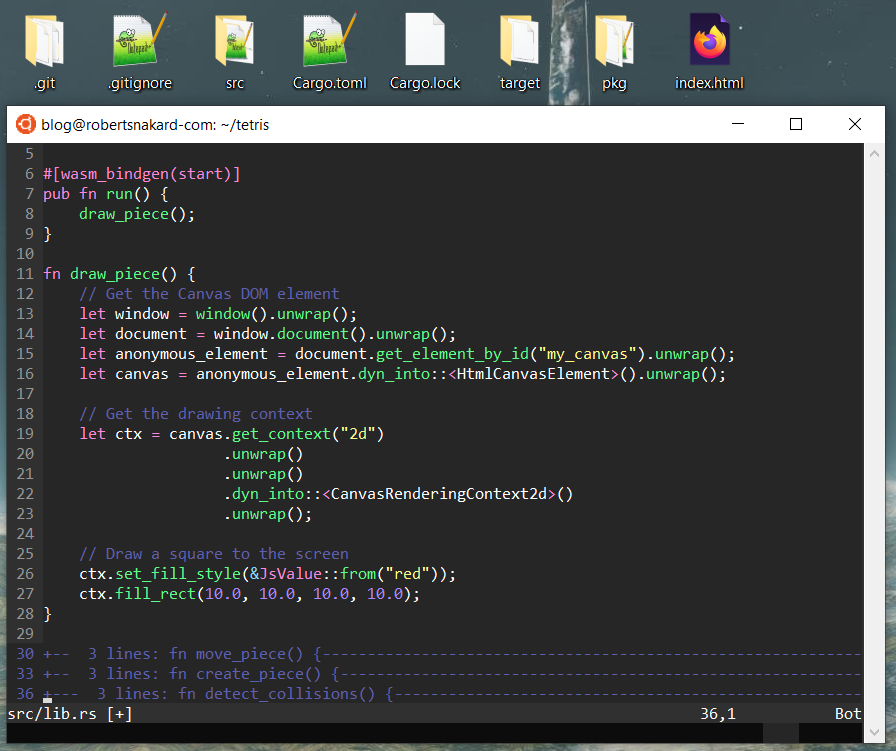 .git .gitignore src Cargo.toml Cargo.lock target pkg index.html
blog@robertsnakard-com: ~/tetris
5
6 #[wasm_bindgen(start)]
7 pub fn run() {
8     draw_piece();
9 }
10
11 fn draw_piece() {
12     // Get the Canvas DOM element
13     let window = window().unwrap();
14     let document = window.document().unwrap();
15     let anonymous_element = document.get_element_by_id("my_canvas").unwrap();
16     let canvas = anonymous_element.dyn_into::<HtmlCanvasElement>().unwrap();
17
18     // Get the drawing context
19     let ctx = canvas.get_context("2d")
20                     .unwrap()
21                     .unwrap()
22                     .dyn_into::<CanvasRenderingContext2d>()
23                     .unwrap();
24
25     // Draw a square to the screen
26     ctx.set_fill_style(&JsValue::from("red"));
27     ctx.fill_rect(10.0, 10.0, 10.0, 10.0);
28 }
29
30 +--  3 lines: fn move_piece() {------------------------------------------------------------
33 +--  3 lines: fn create_piece() {----------------------------------------------------------
36 +---  3 lines: fn detect_collisions() {----------------------------------------------------
src/lib.rs [+] 36,1 Bot